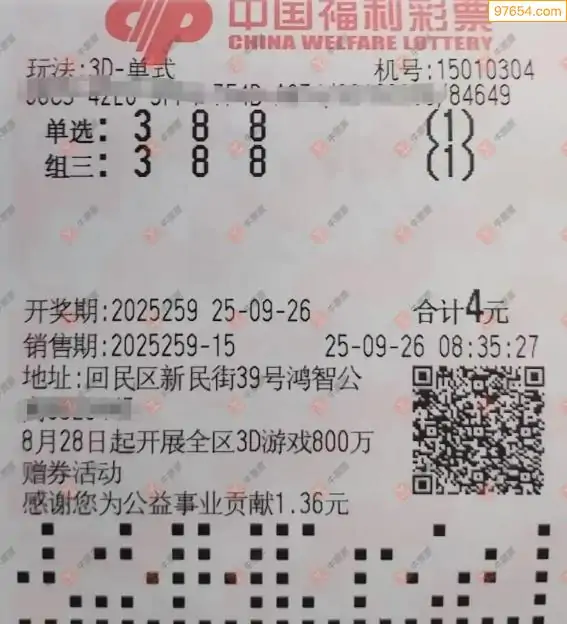 97654.com
中国福利彩票
CHINA WELFARE LOTTERY
玩法:3D-单式 机号:15010304
/84649
单选: 3 8 8 (1)
组三: 3 8 8 (1)
开奖期:2025259 25-09-26 合计4元
销售期:2025259-15 25-09-26 08:35:27
地址:回民区新民街39号鸿智公
8月28日起开展全区3D游戏800万
赠券活动
感谢您为公益事业贡献1.36元